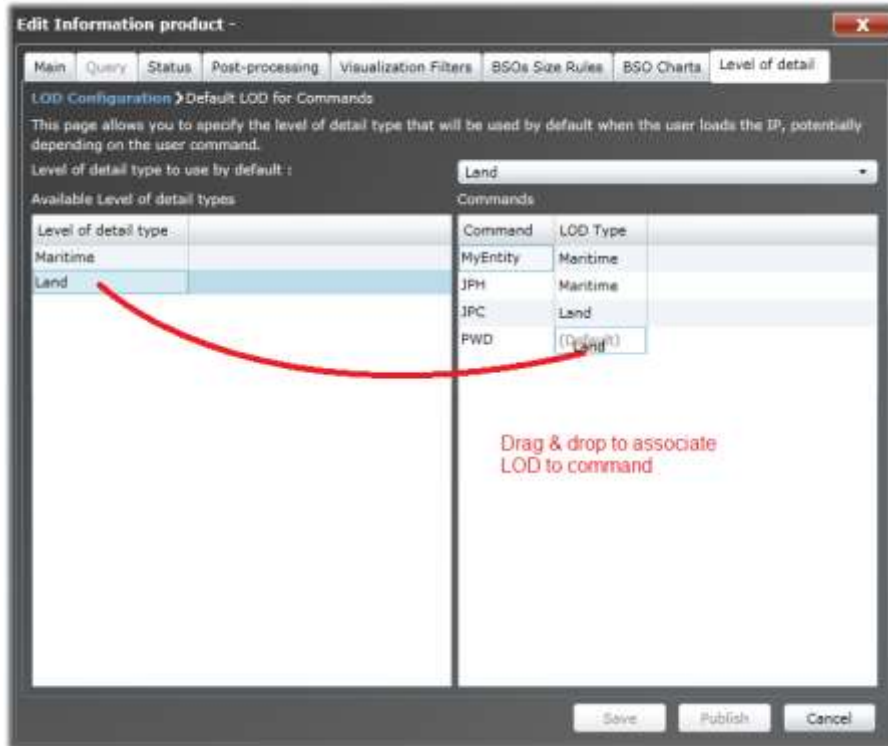 Edit Information product -
x
Main Query Status Post-processing Visualization Filters BSOs Size Rules BSO Charts Level of detail
LOD Configuration ❯ Default LOD for Commands
This page allows you to specify the level of detail type that will be used by default when the user loads the IP, potentially
depending on the user command.
Level of detail type to use by default : Land
Available Level of detail types Commands
Level of detail type Command LOD Type
Maritime MyEntity Maritime
Land JPH Maritime
JPC Land
PWD (Default)
Land
Drag & drop to associate
LOD to command
Save Publish Cancel